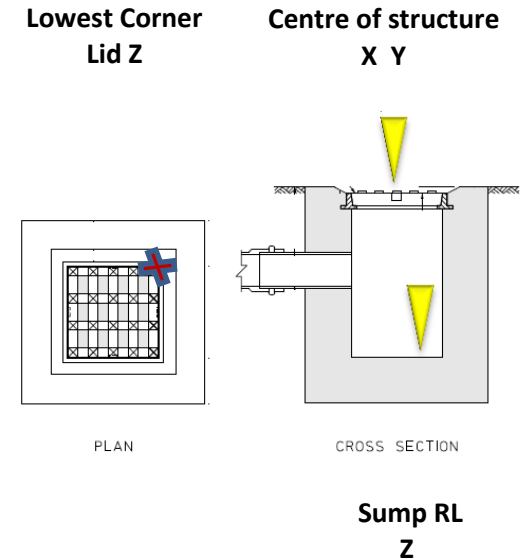 Lowest Corner
Lid Z
Centre of structure
X Y
PLAN
CROSS SECTION
Sump RL
Z